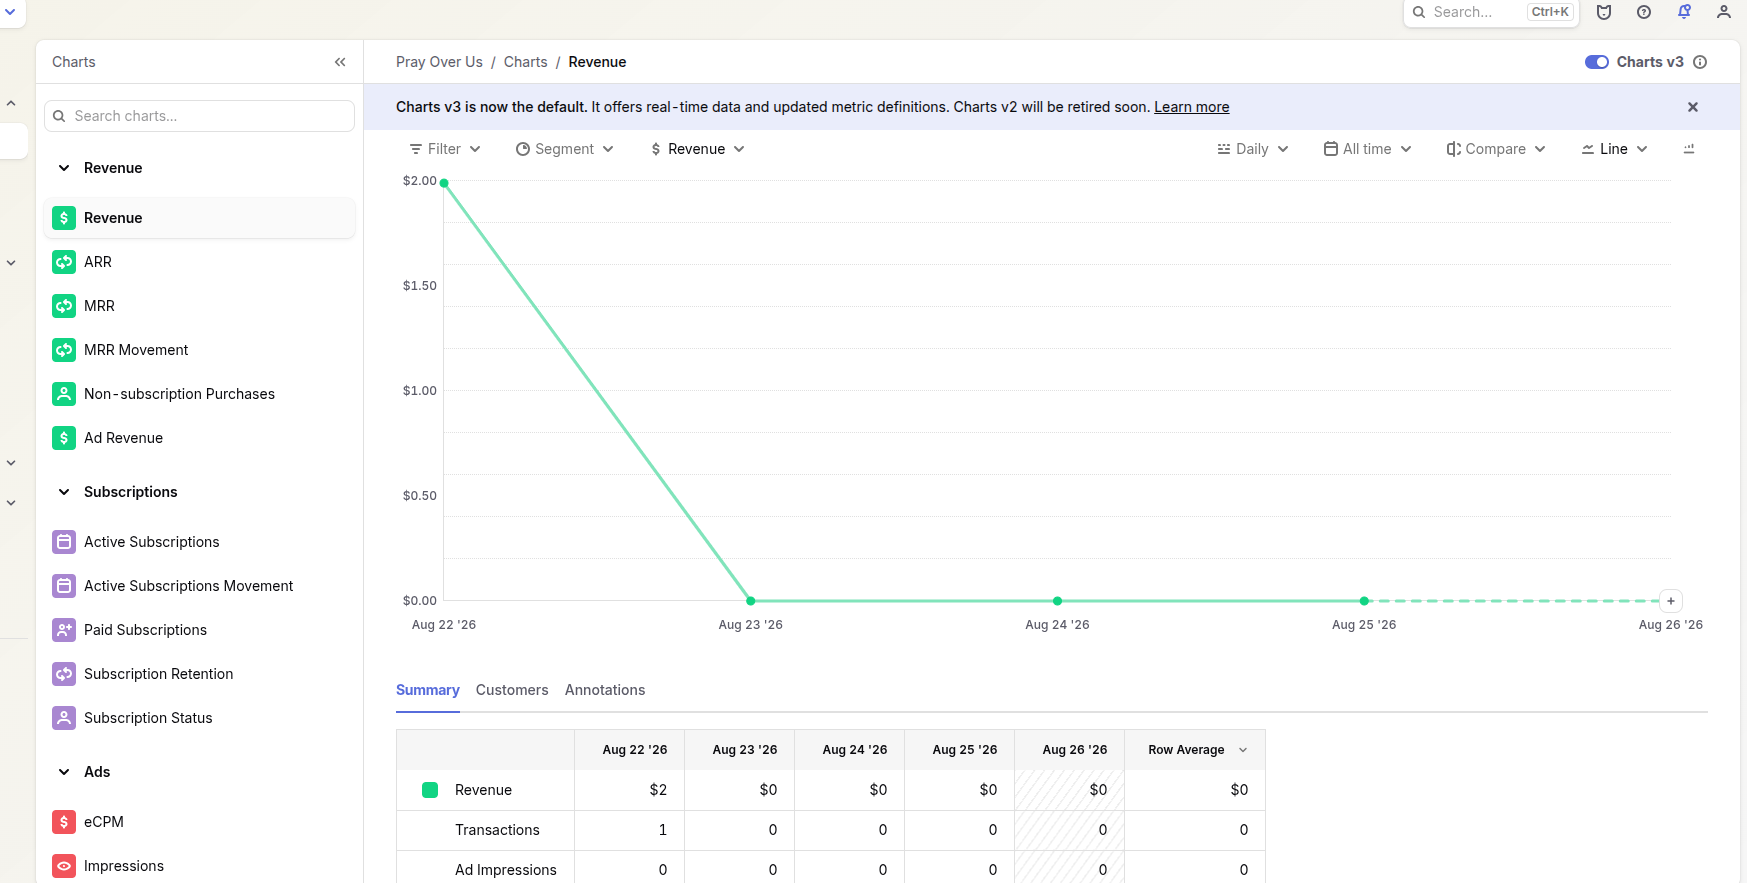 Search... Ctrl+K
Charts
Pray Over Us / Charts / Revenue
Charts v3
Charts v3 is now the default. It offers real-time data and updated metric definitions. Charts v2 will be retired soon. Learn more
Search charts...
Revenue
Revenue
ARR
MRR
MRR Movement
Non-subscription Purchases
Ad Revenue
Subscriptions
Active Subscriptions
Active Subscriptions Movement
Paid Subscriptions
Subscription Retention
Subscription Status
Ads
eCPM
Impressions
Filter Segment $ Revenue Daily All time Compare Line
$2.00
$1.50
$1.00
$0.50
$0.00
Aug 22 '26 Aug 23 '26 Aug 24 '26 Aug 25 '26 Aug 26 '26
Summary Customers Annotations
Aug 22 '26 Aug 23 '26 Aug 24 '26 Aug 25 '26 Aug 26 '26 Row Average
Revenue $2 $0 $0 $0 $0 $0
Transactions 1 0 0 0 0 0
Ad Impressions 0 0 0 0 0 0